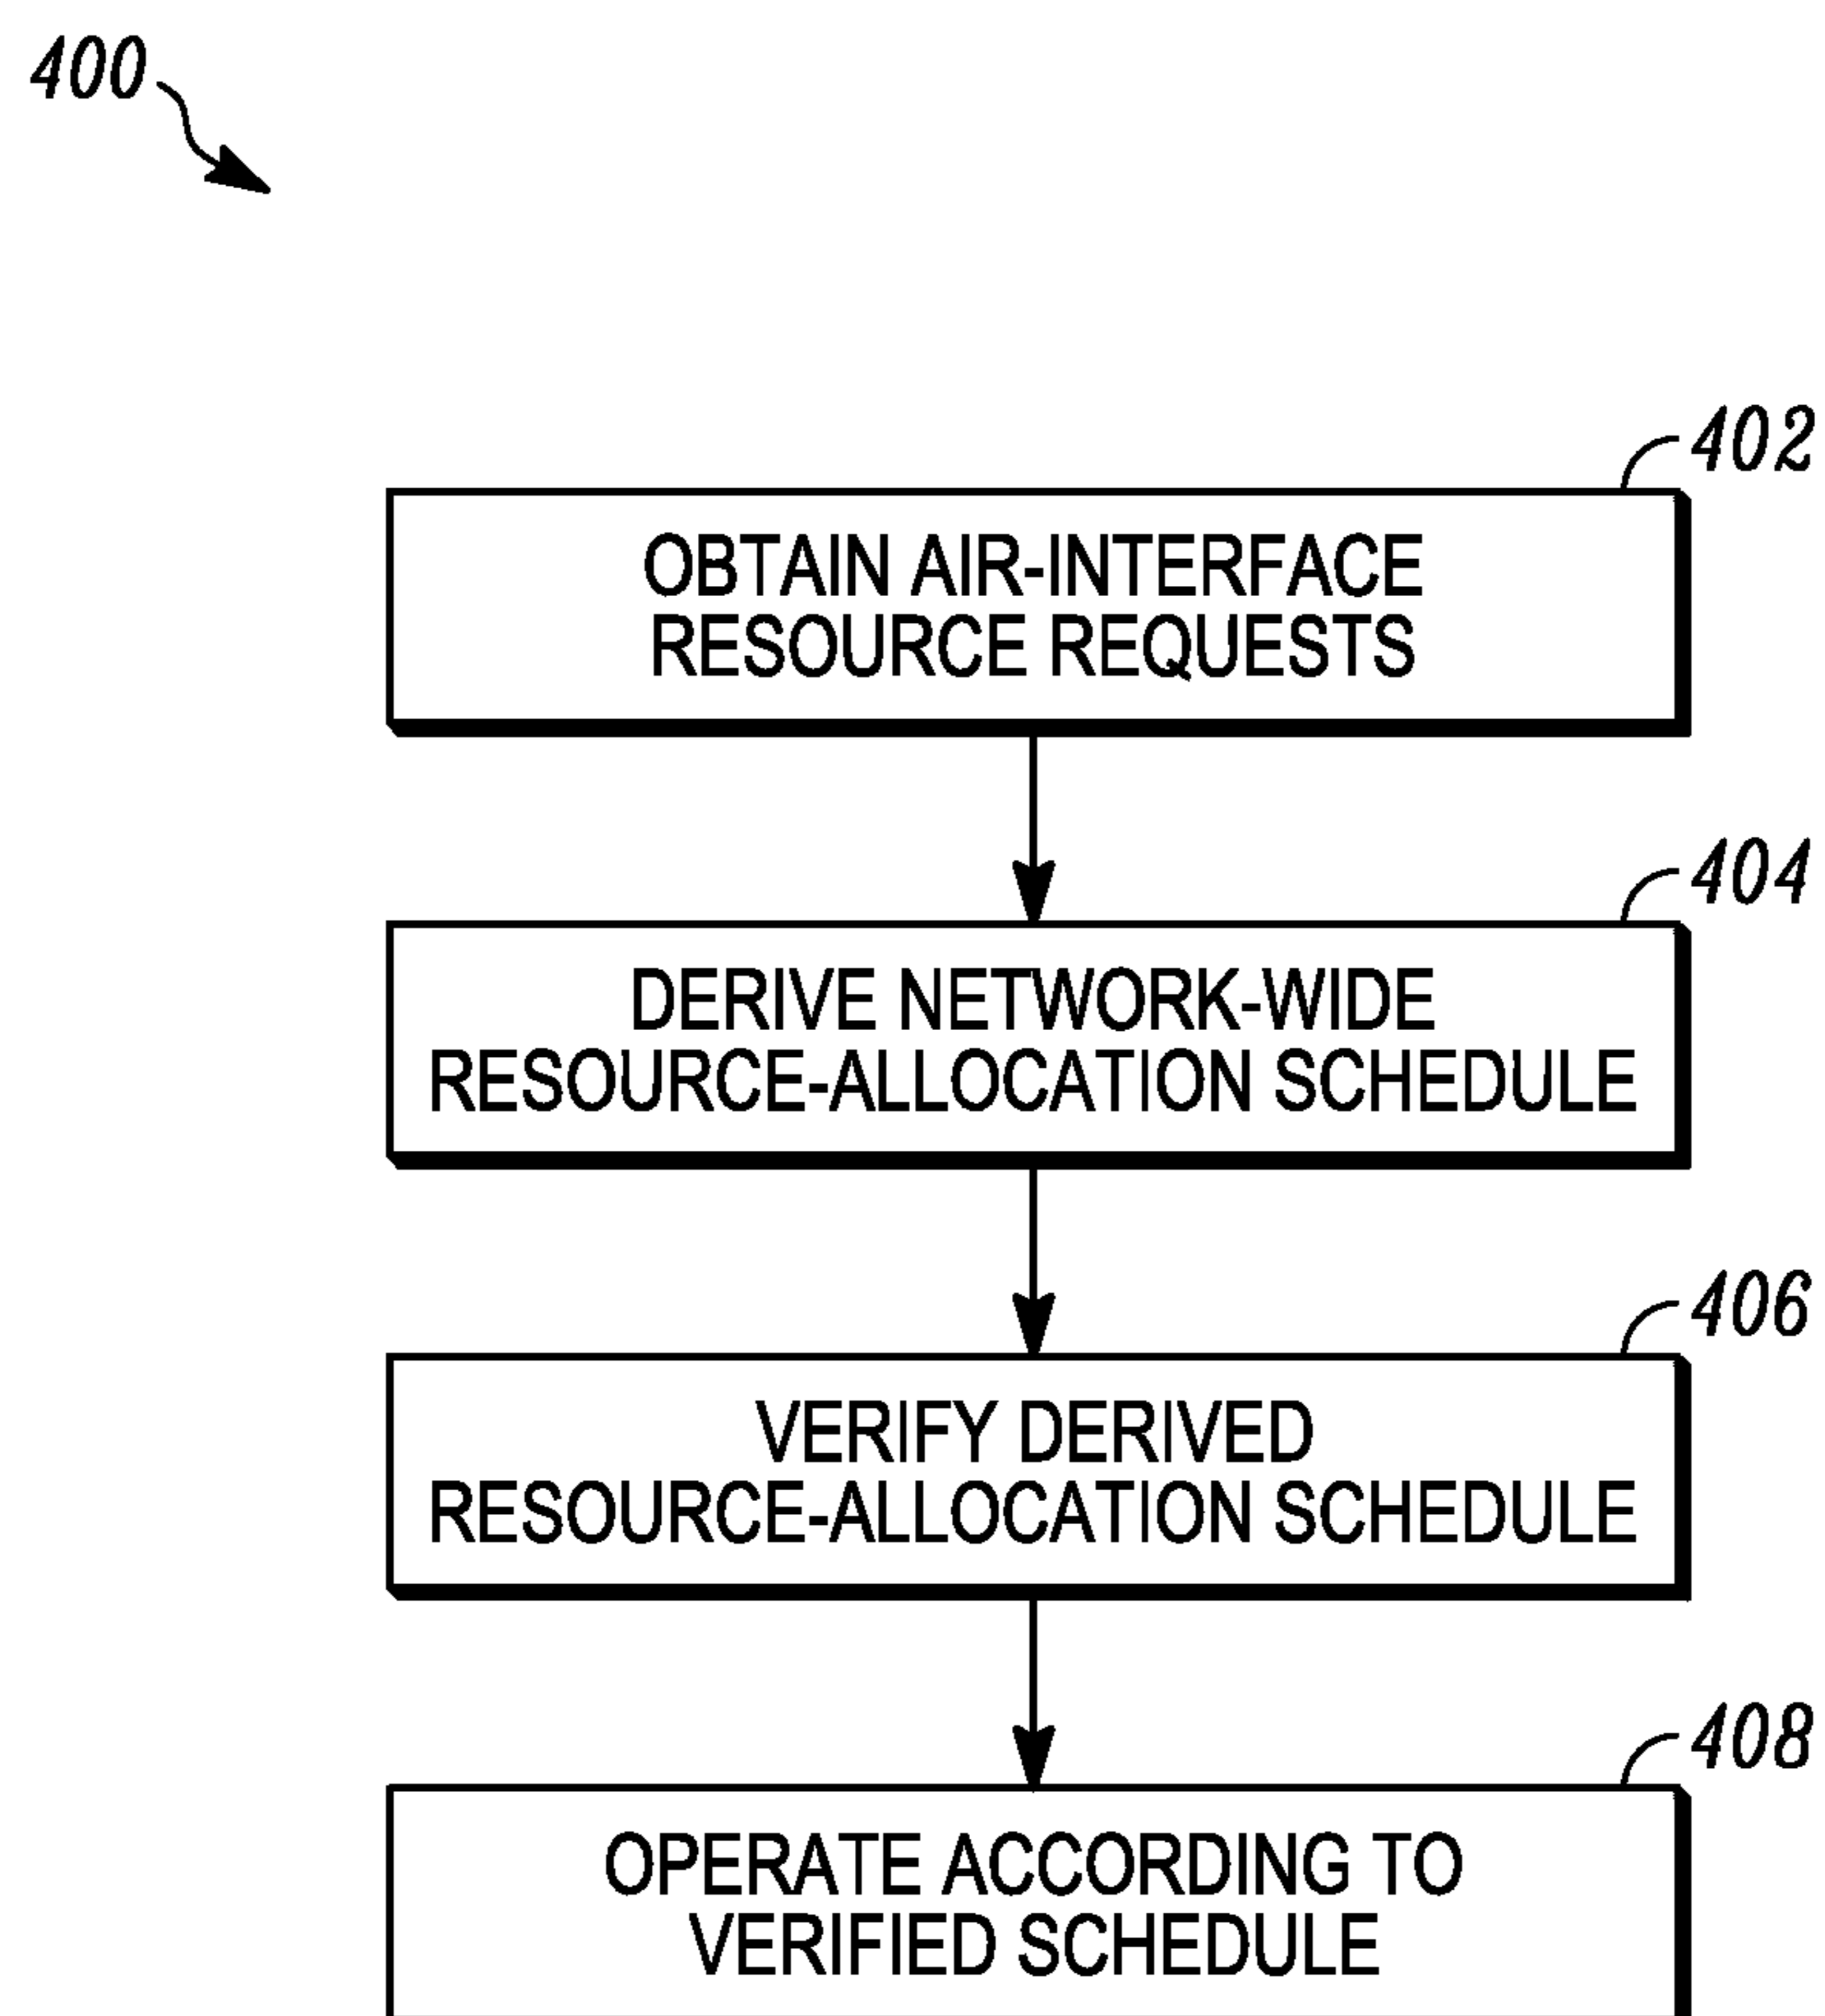 400
402
OBTAIN AIR-INTERFACE
RESOURCE REQUESTS
404
DERIVE NETWORK-WIDE
RESOURCE-ALLOCATION SCHEDULE
406
VERIFY DERIVED
RESOURCE-ALLOCATION SCHEDULE
408
OPERATE ACCORDING TO
VERIFIED SCHEDULE